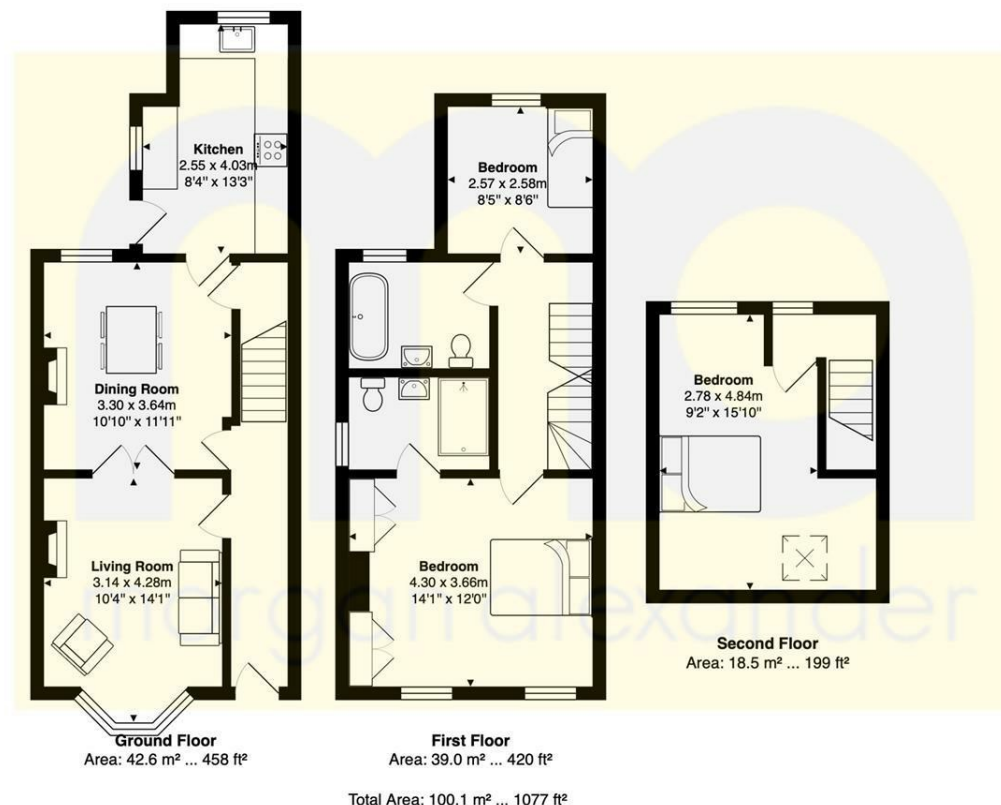 Kitchen
2.55 x 4.03m
8'4" x 13'3"
Dining Room
3.30 x 3.64m
10'10" x 11'11"
Living Room
3.14 x 4.28m
10'4" x 14'1"
Ground Floor
Area: 42.6 m² ... 458 ft²
Bedroom
2.57 x 2.58m
8'5" x 8'6"
Bedroom
4.30 x 3.66m
14'1" x 12'0"
First Floor
Area: 39.0 m² ... 420 ft²
Bedroom
2.78 x 4.84m
9'2" x 15'10"
Second Floor
Area: 18.5 m² ... 199 ft²
Total Area: 100.1 m² ... 1077 ft²
ma
morgan alexander